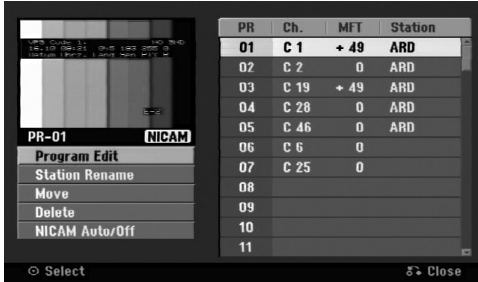 PR-01 NICAM
Program Edit
Station Rename
Move
Delete
NICAM Auto/Off
PR Ch. MFT Station
01 C 1 + 49 ARD
02 C 2 0 ARD
03 C 19 + 49 ARD
04 C 28 0 ARD
05 C 46 0 ARD
06 C 6 0
07 C 25 0
08
09
10
11
⊙ Select
Close